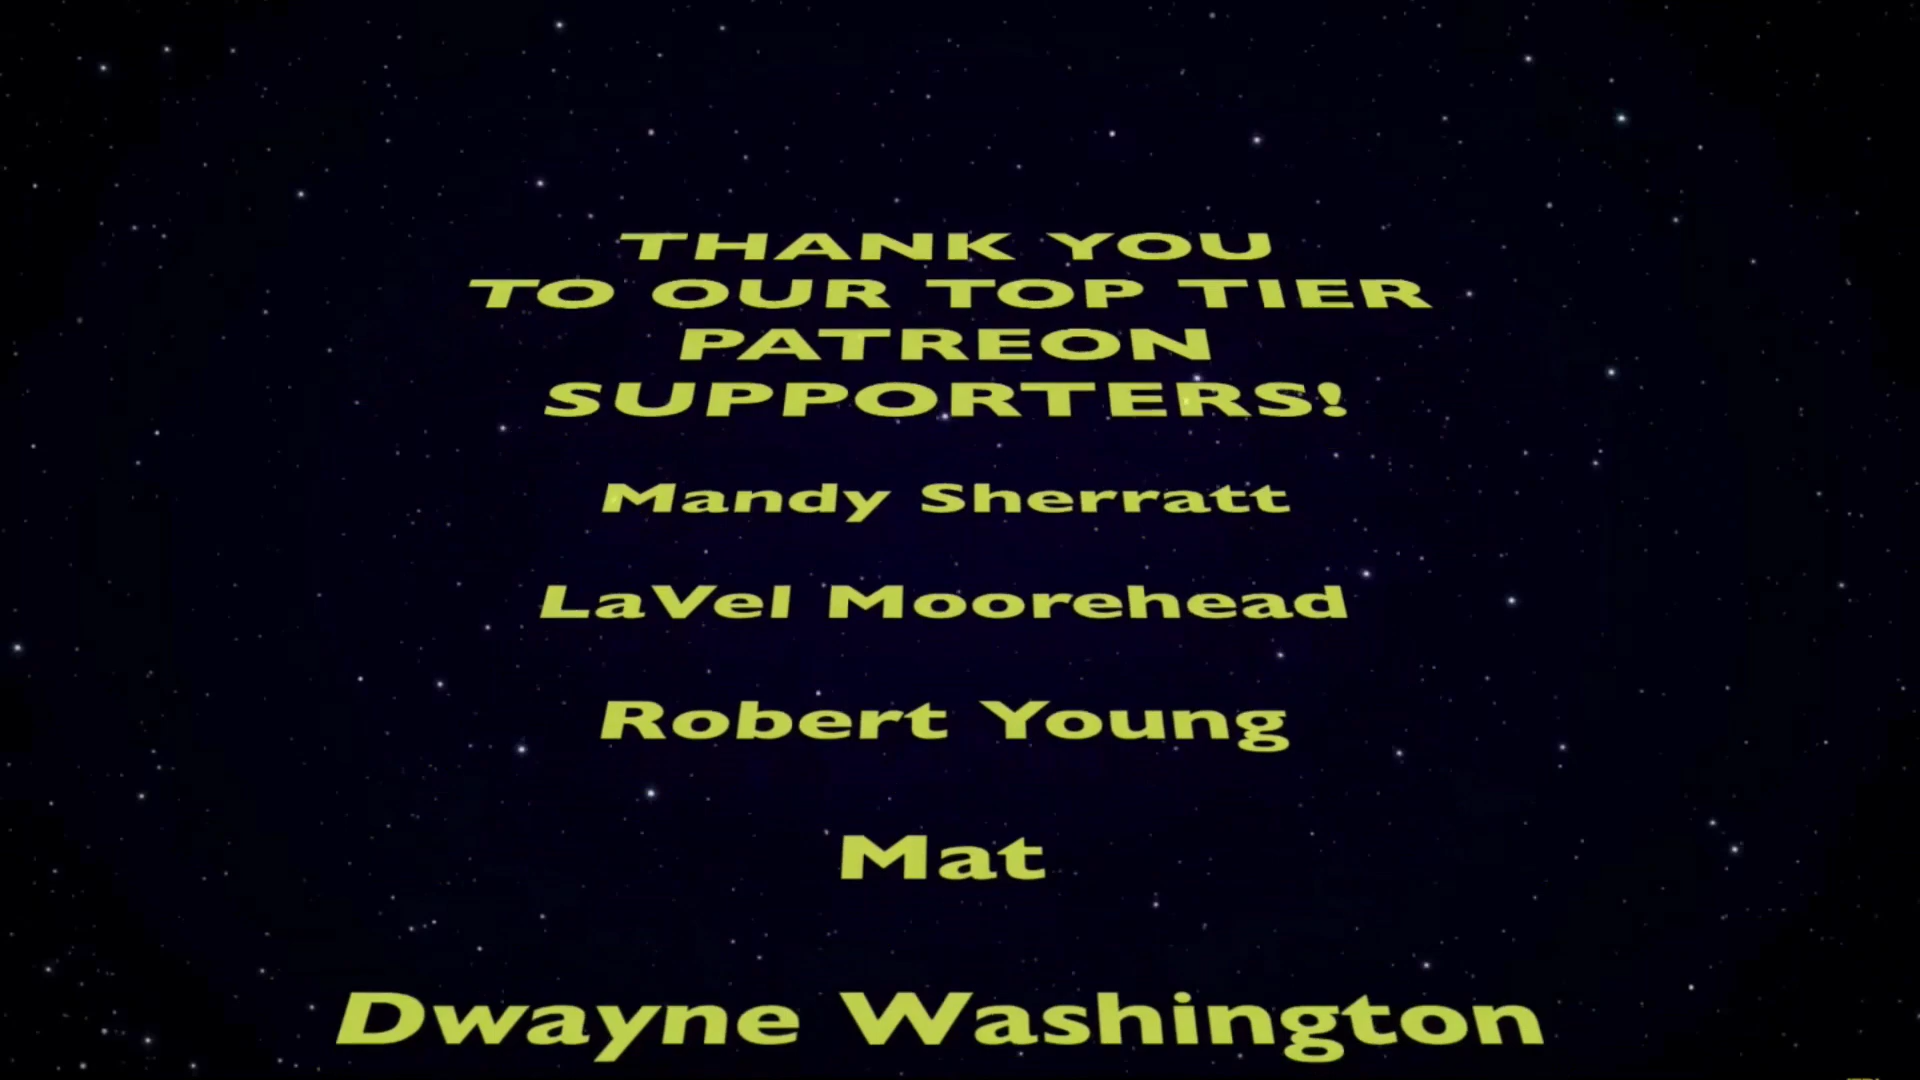 THANK YOU
TO OUR TOP TIER
PATREON
SUPPORTERS!
Mandy Sherratt
LaVel Moorehead
Robert Young
Mat
Dwayne Washington